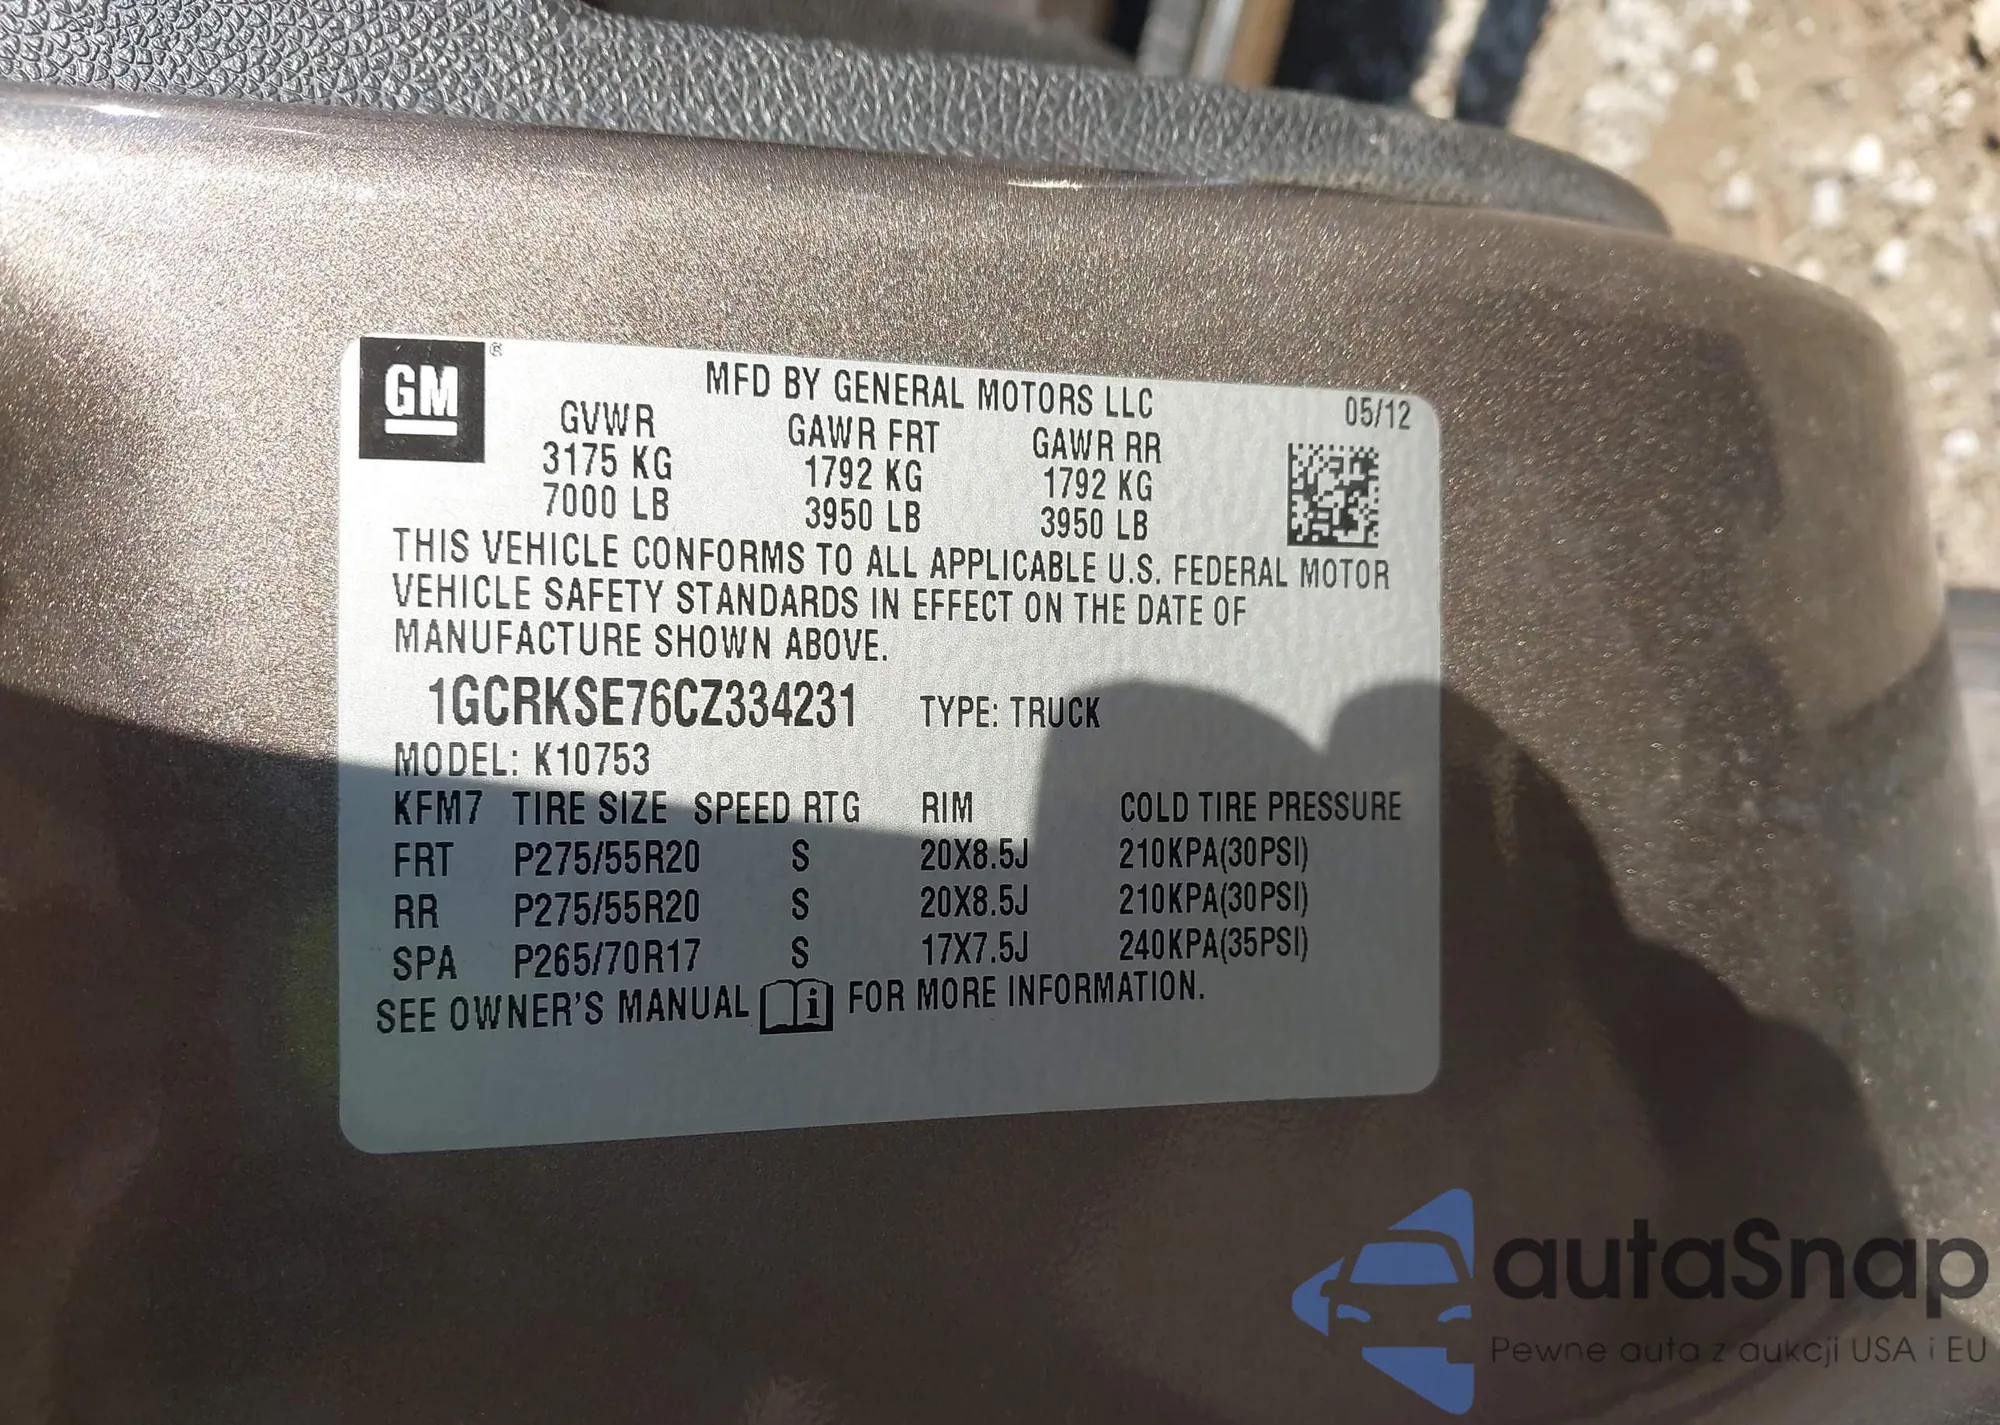 GM ®
MFD BY GENERAL MOTORS LLC
05/12
GVWR GAWR FRT GAWR RR
3175 KG 1792 KG 1792 KG
7000 LB 3950 LB 3950 LB
THIS VEHICLE CONFORMS TO ALL APPLICABLE U.S. FEDERAL MOTOR
VEHICLE SAFETY STANDARDS IN EFFECT ON THE DATE OF
MANUFACTURE SHOWN ABOVE.
1GCRKSE76CZ334231 TYPE: TRUCK
MODEL: K10753
KFM7 TIRE SIZE SPEED RTG RIM COLD TIRE PRESSURE
FRT P275/55R20 S 20X8.5J 210KPA(30PSI)
RR P275/55R20 S 20X8.5J 210KPA(30PSI)
SPA P265/70R17 S 17X7.5J 240KPA(35PSI)
SEE OWNER'S MANUAL i FOR MORE INFORMATION.
autaSnap
Pewne auta z aukcji USA i EU